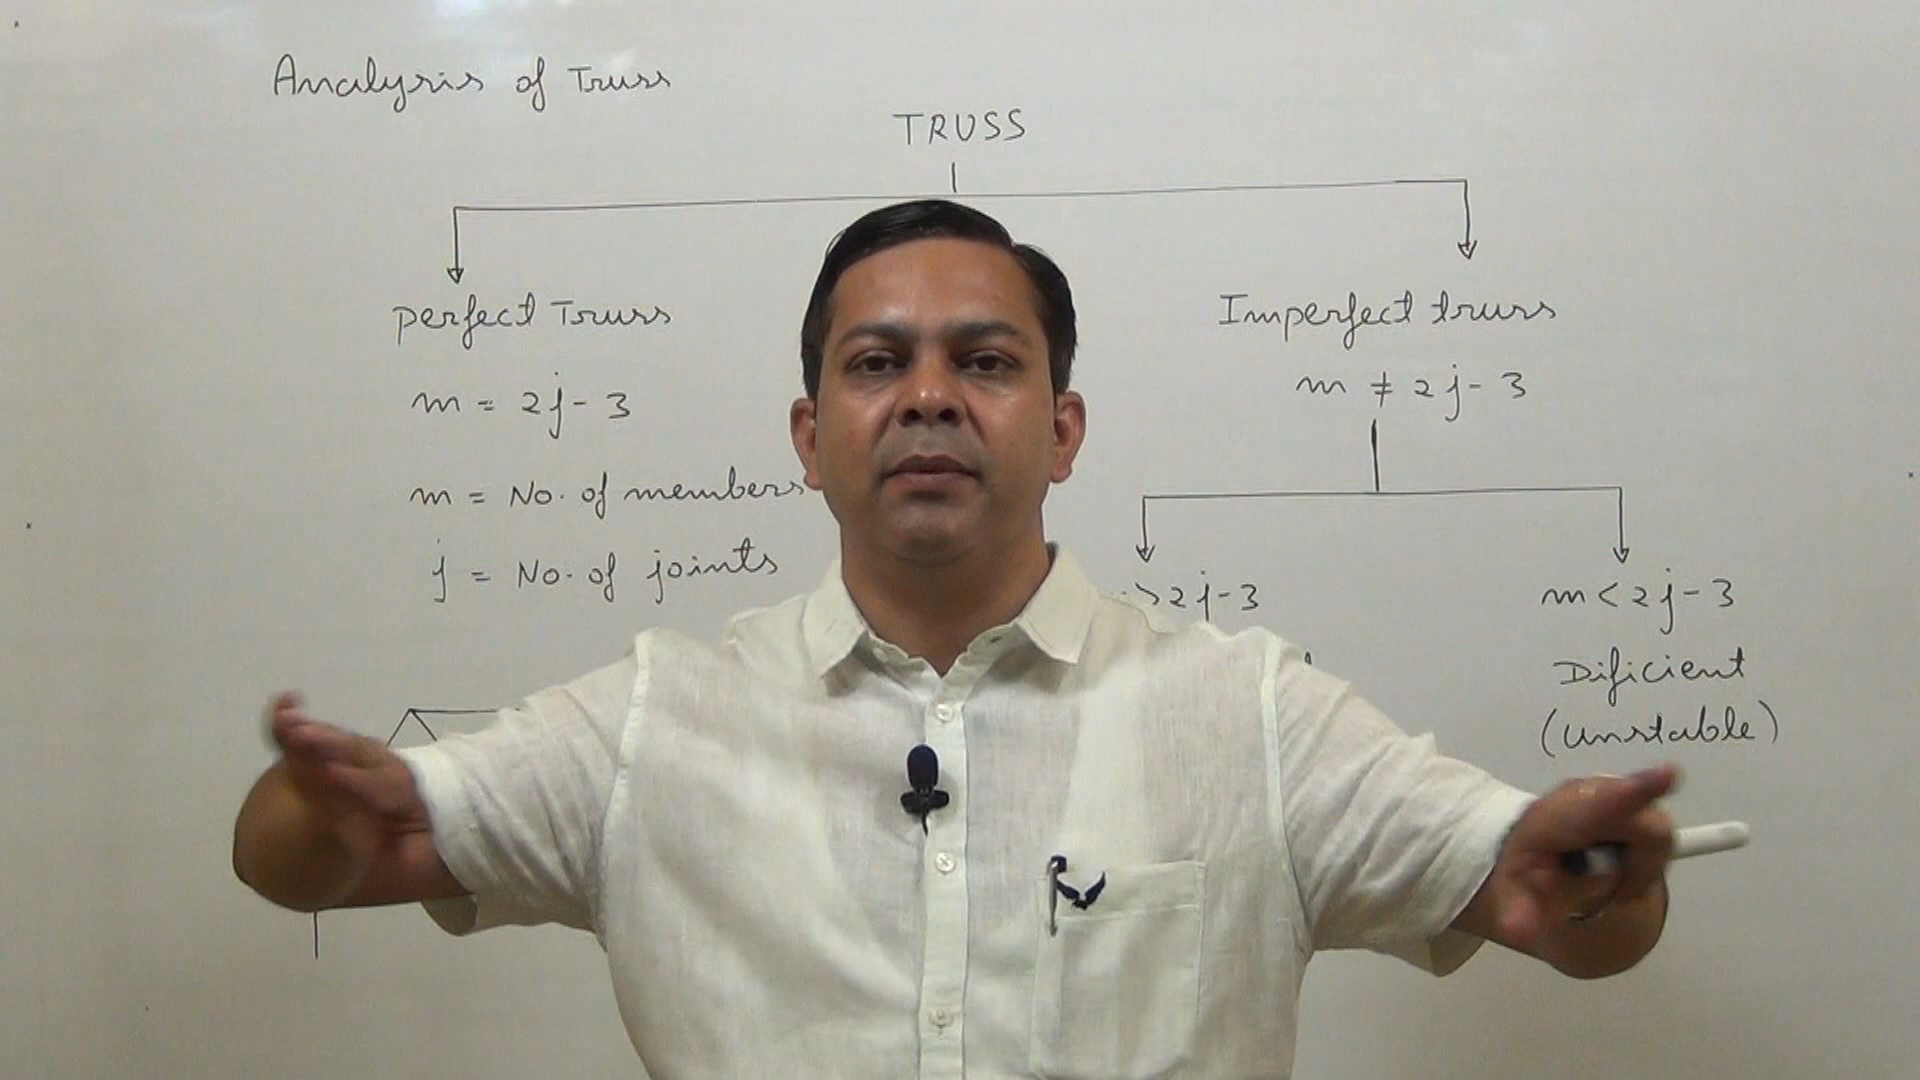 Analysis of Truss
TRUSS
perfect Truss
m = 2j - 3
m = No. of members
j = No. of joints
Imperfect truss
m ≠ 2j - 3
>2j-3
m < 2j - 3
Dificient
(unstable)